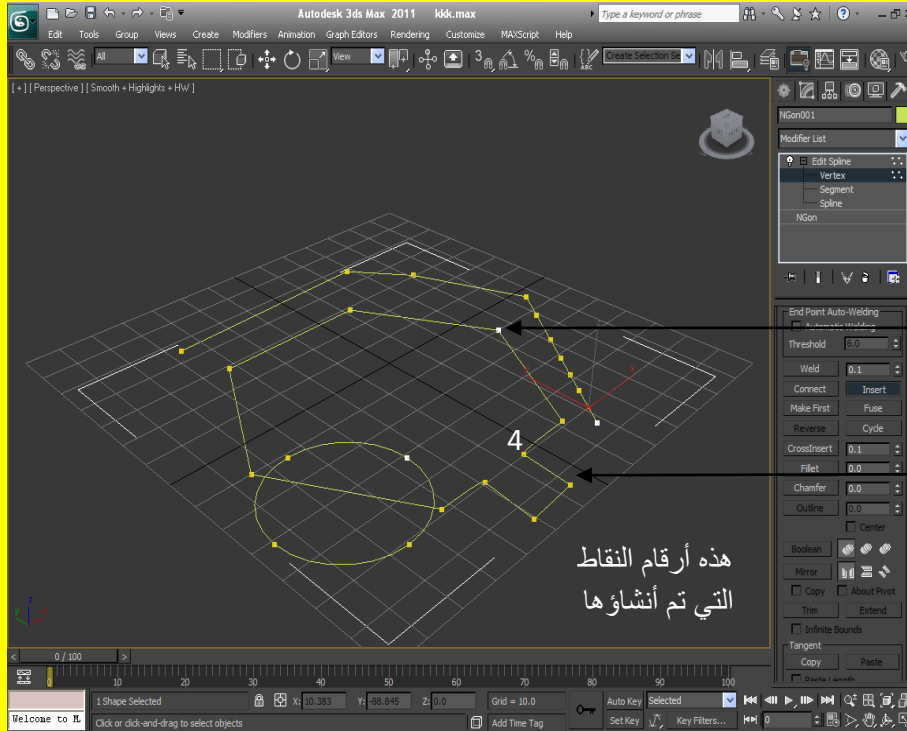 Autodesk 3ds Max 2011 kkk.max
Type a keyword or phrase
Edit Tools Group Views Create Modifiers Animation Graph Editors Rendering Customize MAXScript Help
All
View
3
%
ABC
Create Selection Se
[ + ] [ Perspective ] [ Smooth + Highlights + HW ]
NGon001
Modifier List
Edit Spline
Vertex
Segment
Spline
NGon
End Point Auto-Welding
Automatic Welding
Threshold 6.0
Weld 0.1
Connect Insert
Make First Fuse
Reverse Cycle
CrossInsert 0.1
Fillet 0.0
Chamfer 0.0
Outline 0.0
Center
Boolean
Mirror
Copy About Pivot
Trim Extend
Infinite Bounds
Tangent
Copy Paste
Paste Length
4
هذه أرقام النقاط
التي تم أنشاؤها
z
y
x
0 / 100
0 10 20 30 40 50 60 70 80 90 100
1 Shape Selected X: 10.383 Y: -88.845 Z: 0.0 Grid = 10.0 Auto Key Selected
Welcome to M Click or click-and-drag to select objects Add Time Tag Set Key Key Filters... 0